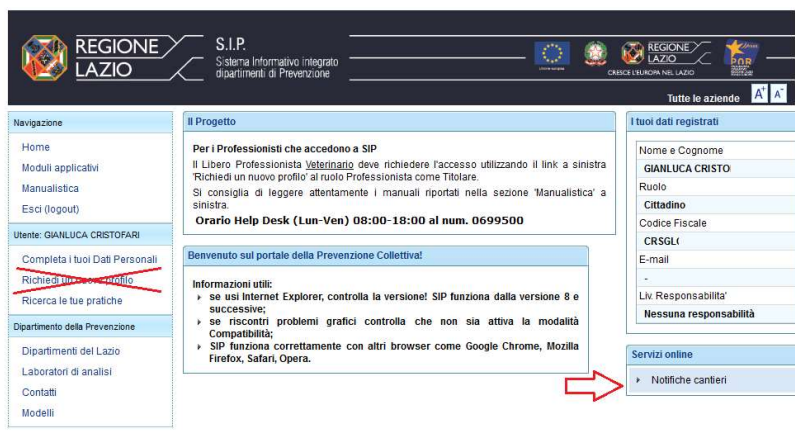 REGIONE
LAZIO
S.I.P.
Sistema Informativo integrato
dipartimenti di Prevenzione
REGIONE
LAZIO
POR
CRESCE L'EUROPA NEL LAZIO
Tutte le aziende A+ A-
Navigazione
Home
Moduli applicativi
Manualistica
Esci (logout)
Utente: GIANLUCA CRISTOFARI
Completa i tuoi Dati Personali
Richiedi un nuovo profilo
Ricerca le tue pratiche
Dipartimento della Prevenzione
Dipartimenti del Lazio
Laboratori di analisi
Contatti
Modelli
Il Progetto
Per i Professionisti che accedono a SIP
Il Libero Professionista Veterinario deve richiedere l'accesso utilizzando il link a sinistra
'Richiedi un nuovo profilo' al ruolo Professionista come Titolare.
Si consiglia di leggere attentamente i manuali riportati nella sezione 'Manualistica' a
sinistra.
Orario Help Desk (Lun-Ven) 08:00-18:00 al num. 0699500
Benvenuto sul portale della Prevenzione Collettiva!
Informazioni utili:
se usi Internet Explorer, controlla la versione! SIP funziona dalla versione 8 e
successive;
se riscontri problemi grafici controlla che non sia attiva la modalità
Compatibilità;
SIP funziona correttamente con altri browser come Google Chrome, Mozilla
Firefox, Safari, Opera.
I tuoi dati registrati
Nome e Cognome
GIANLUCA CRISTO
Ruolo
Cittadino
Codice Fiscale
CRSGL
E-mail
-
Liv. Responsabilita'
Nessuna responsabilità
Servizi online
Notifiche cantieri